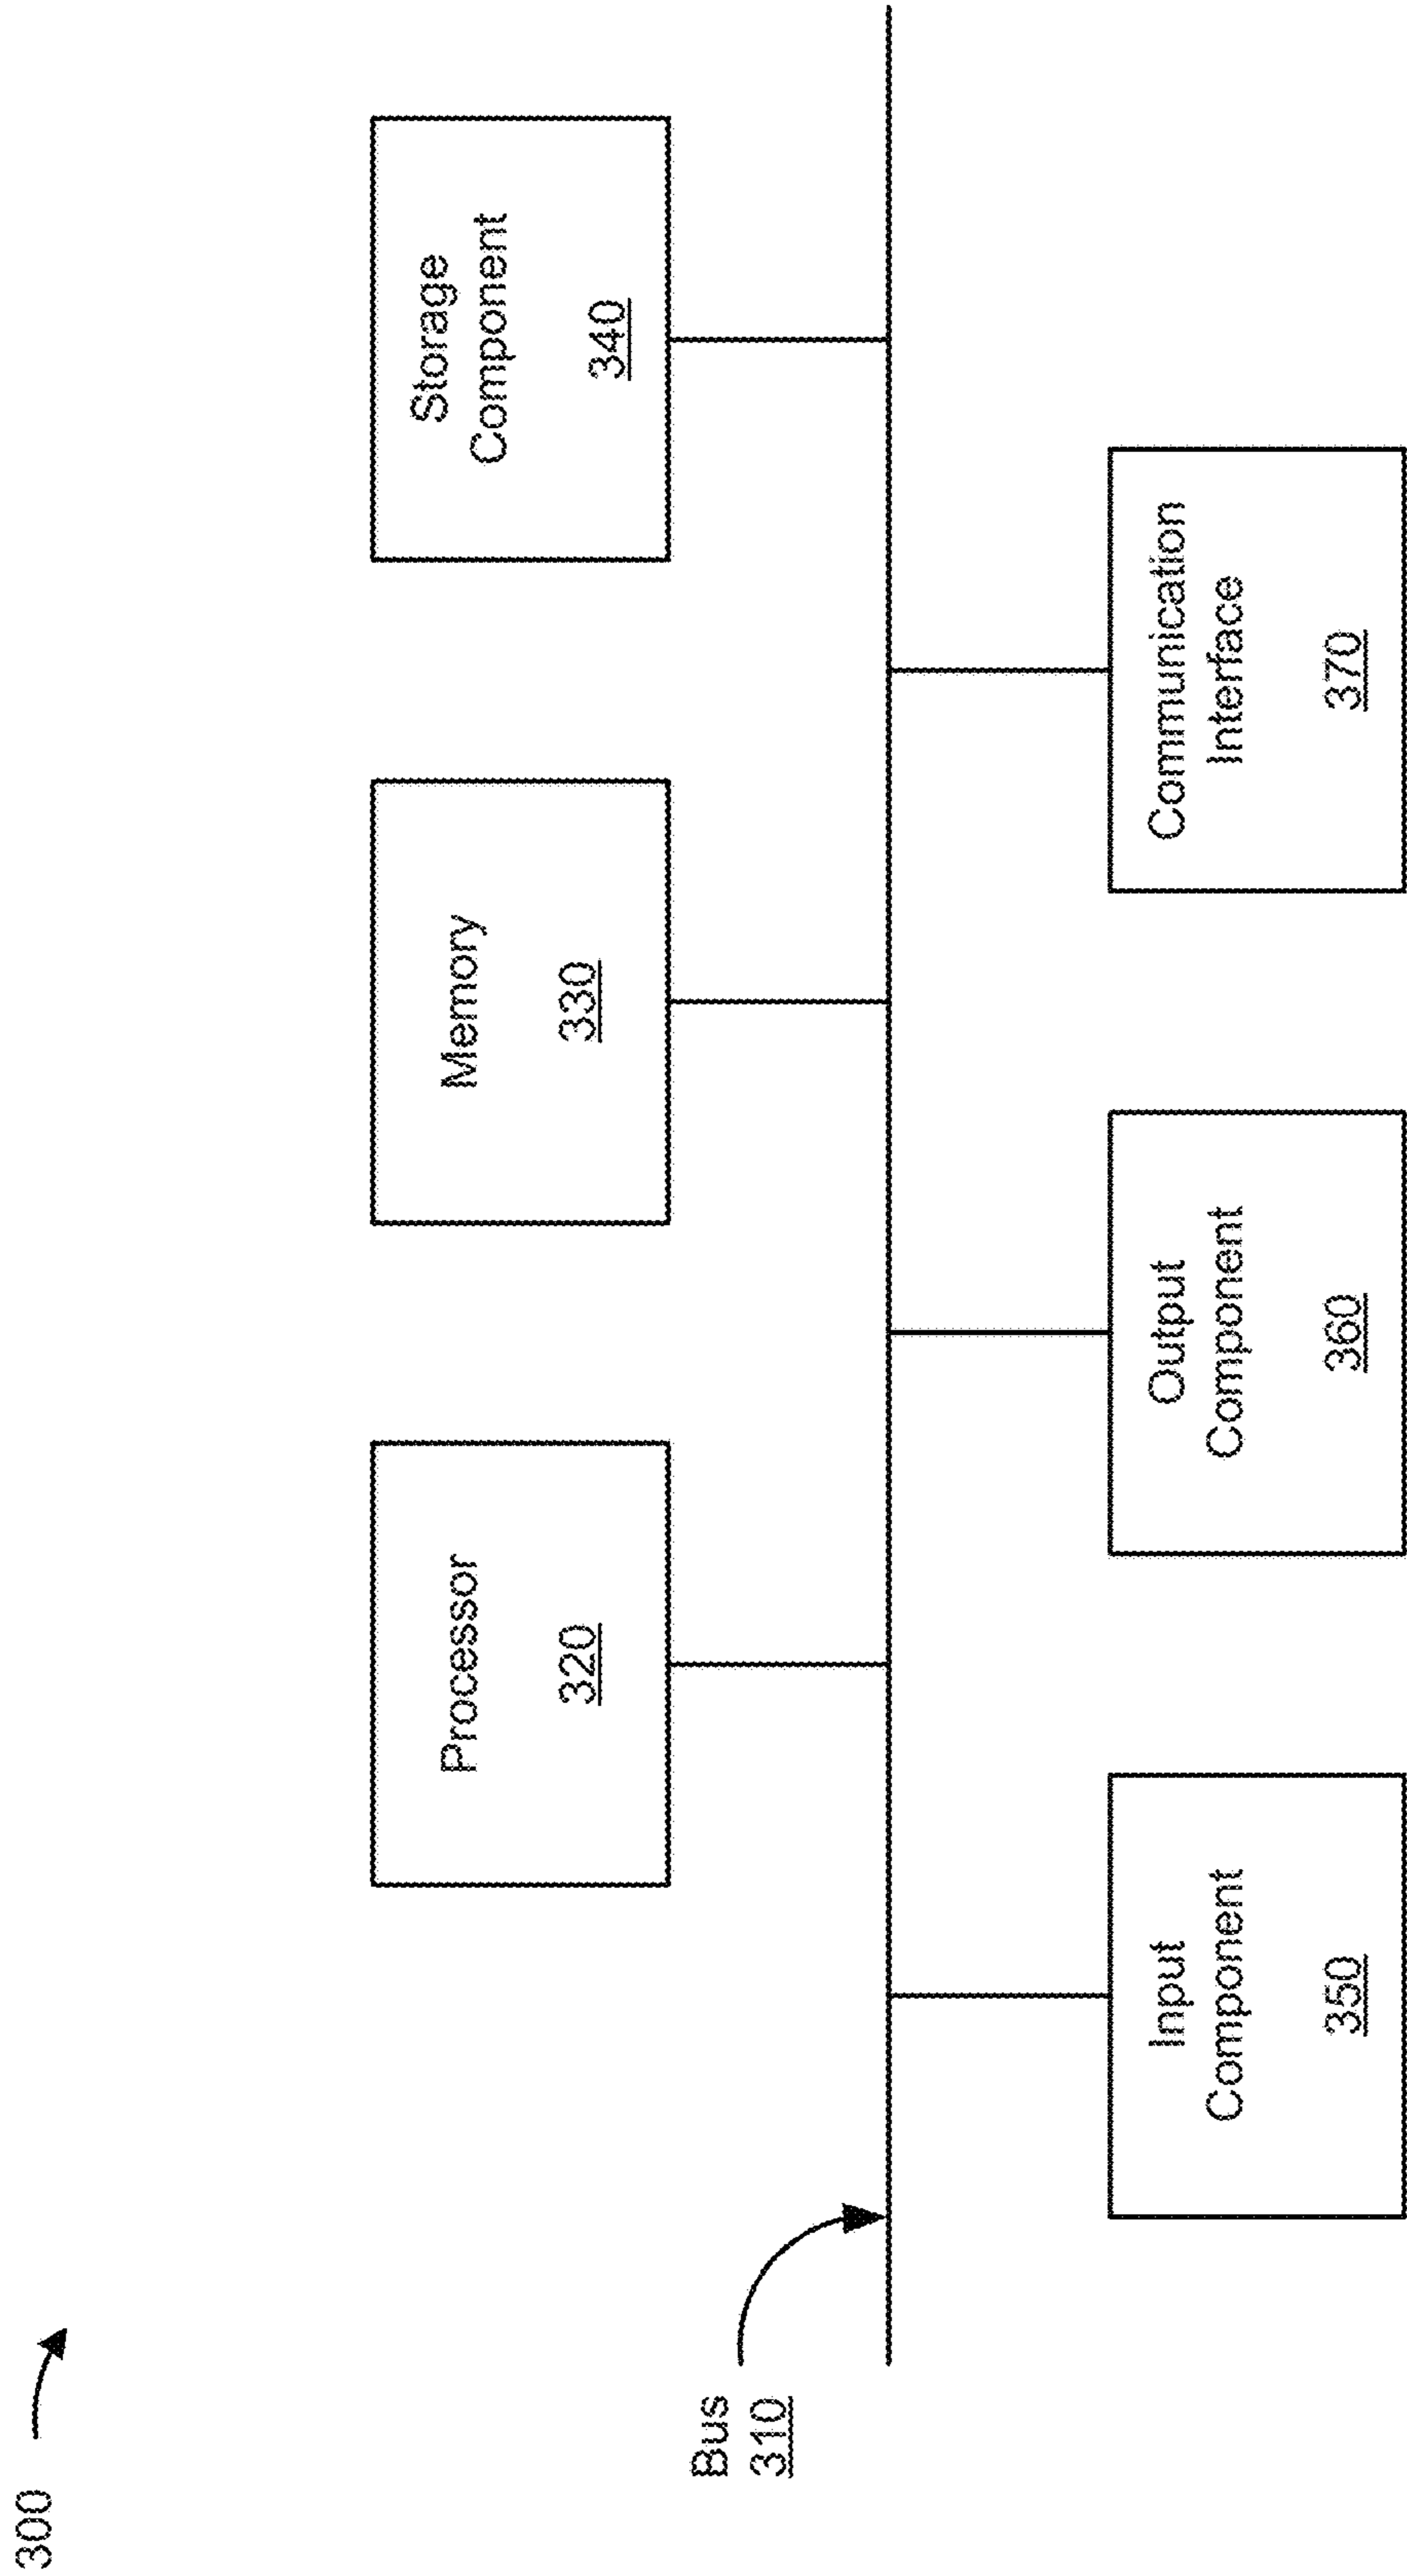 300
Bus
310
Processor
320
Memory
330
Storage
Component
340
Input
Component
350
Output
Component
360
Communication
Interface
370